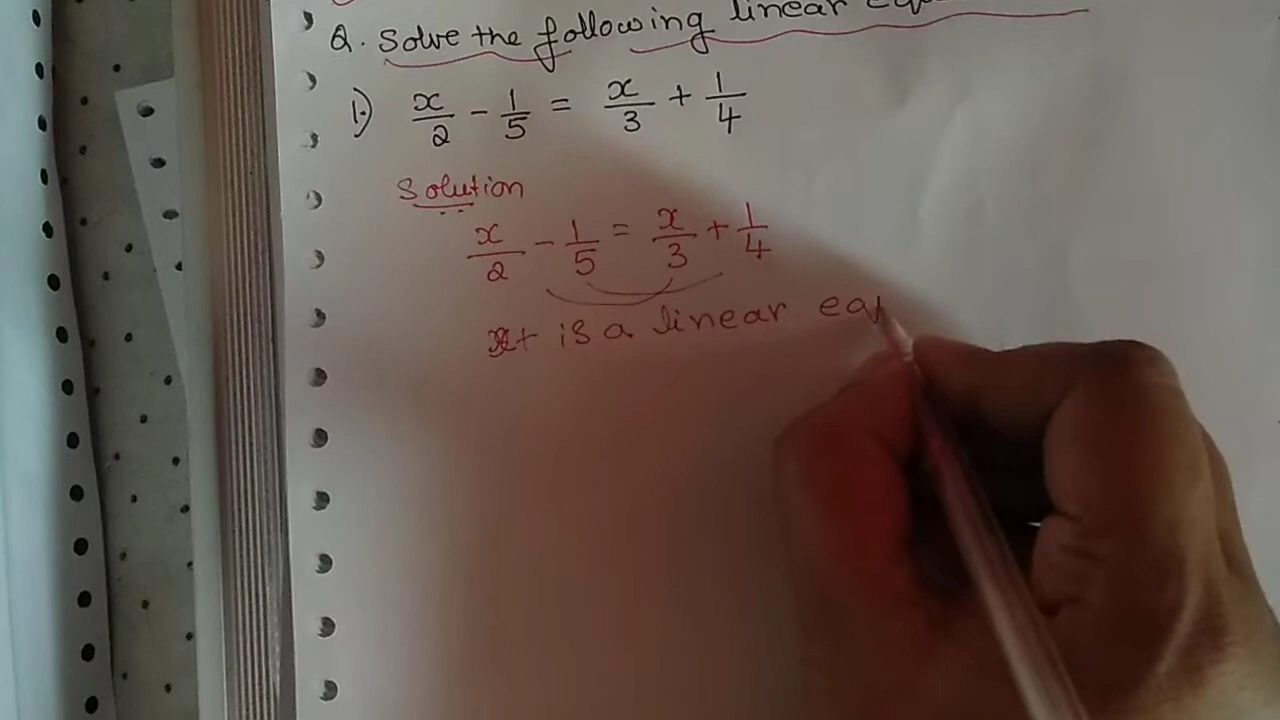 Q. Solve the following linear
1.) x/2 - 1/5 = x/3 + 1/4
Solution
x/2 - 1/5 = x/3 + 1/4
It is a linear eq